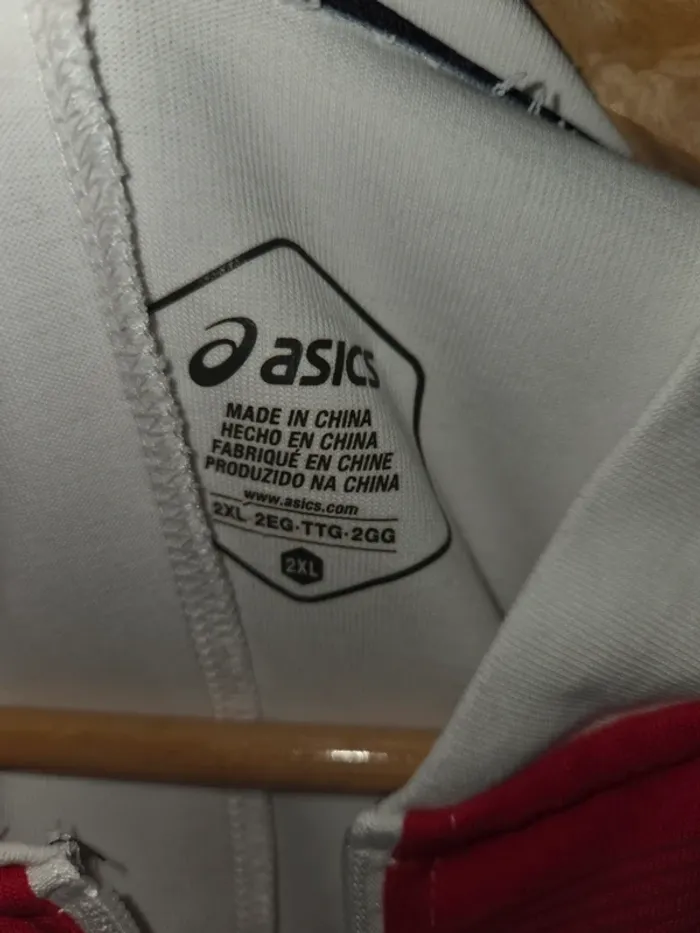 asics
MADE IN CHINA
HECHO EN CHINA
FABRIQUÉ EN CHINE
PRODUZIDO NA CHINA
www.asics.com
2XL 2EG·TTG·2GG
2XL